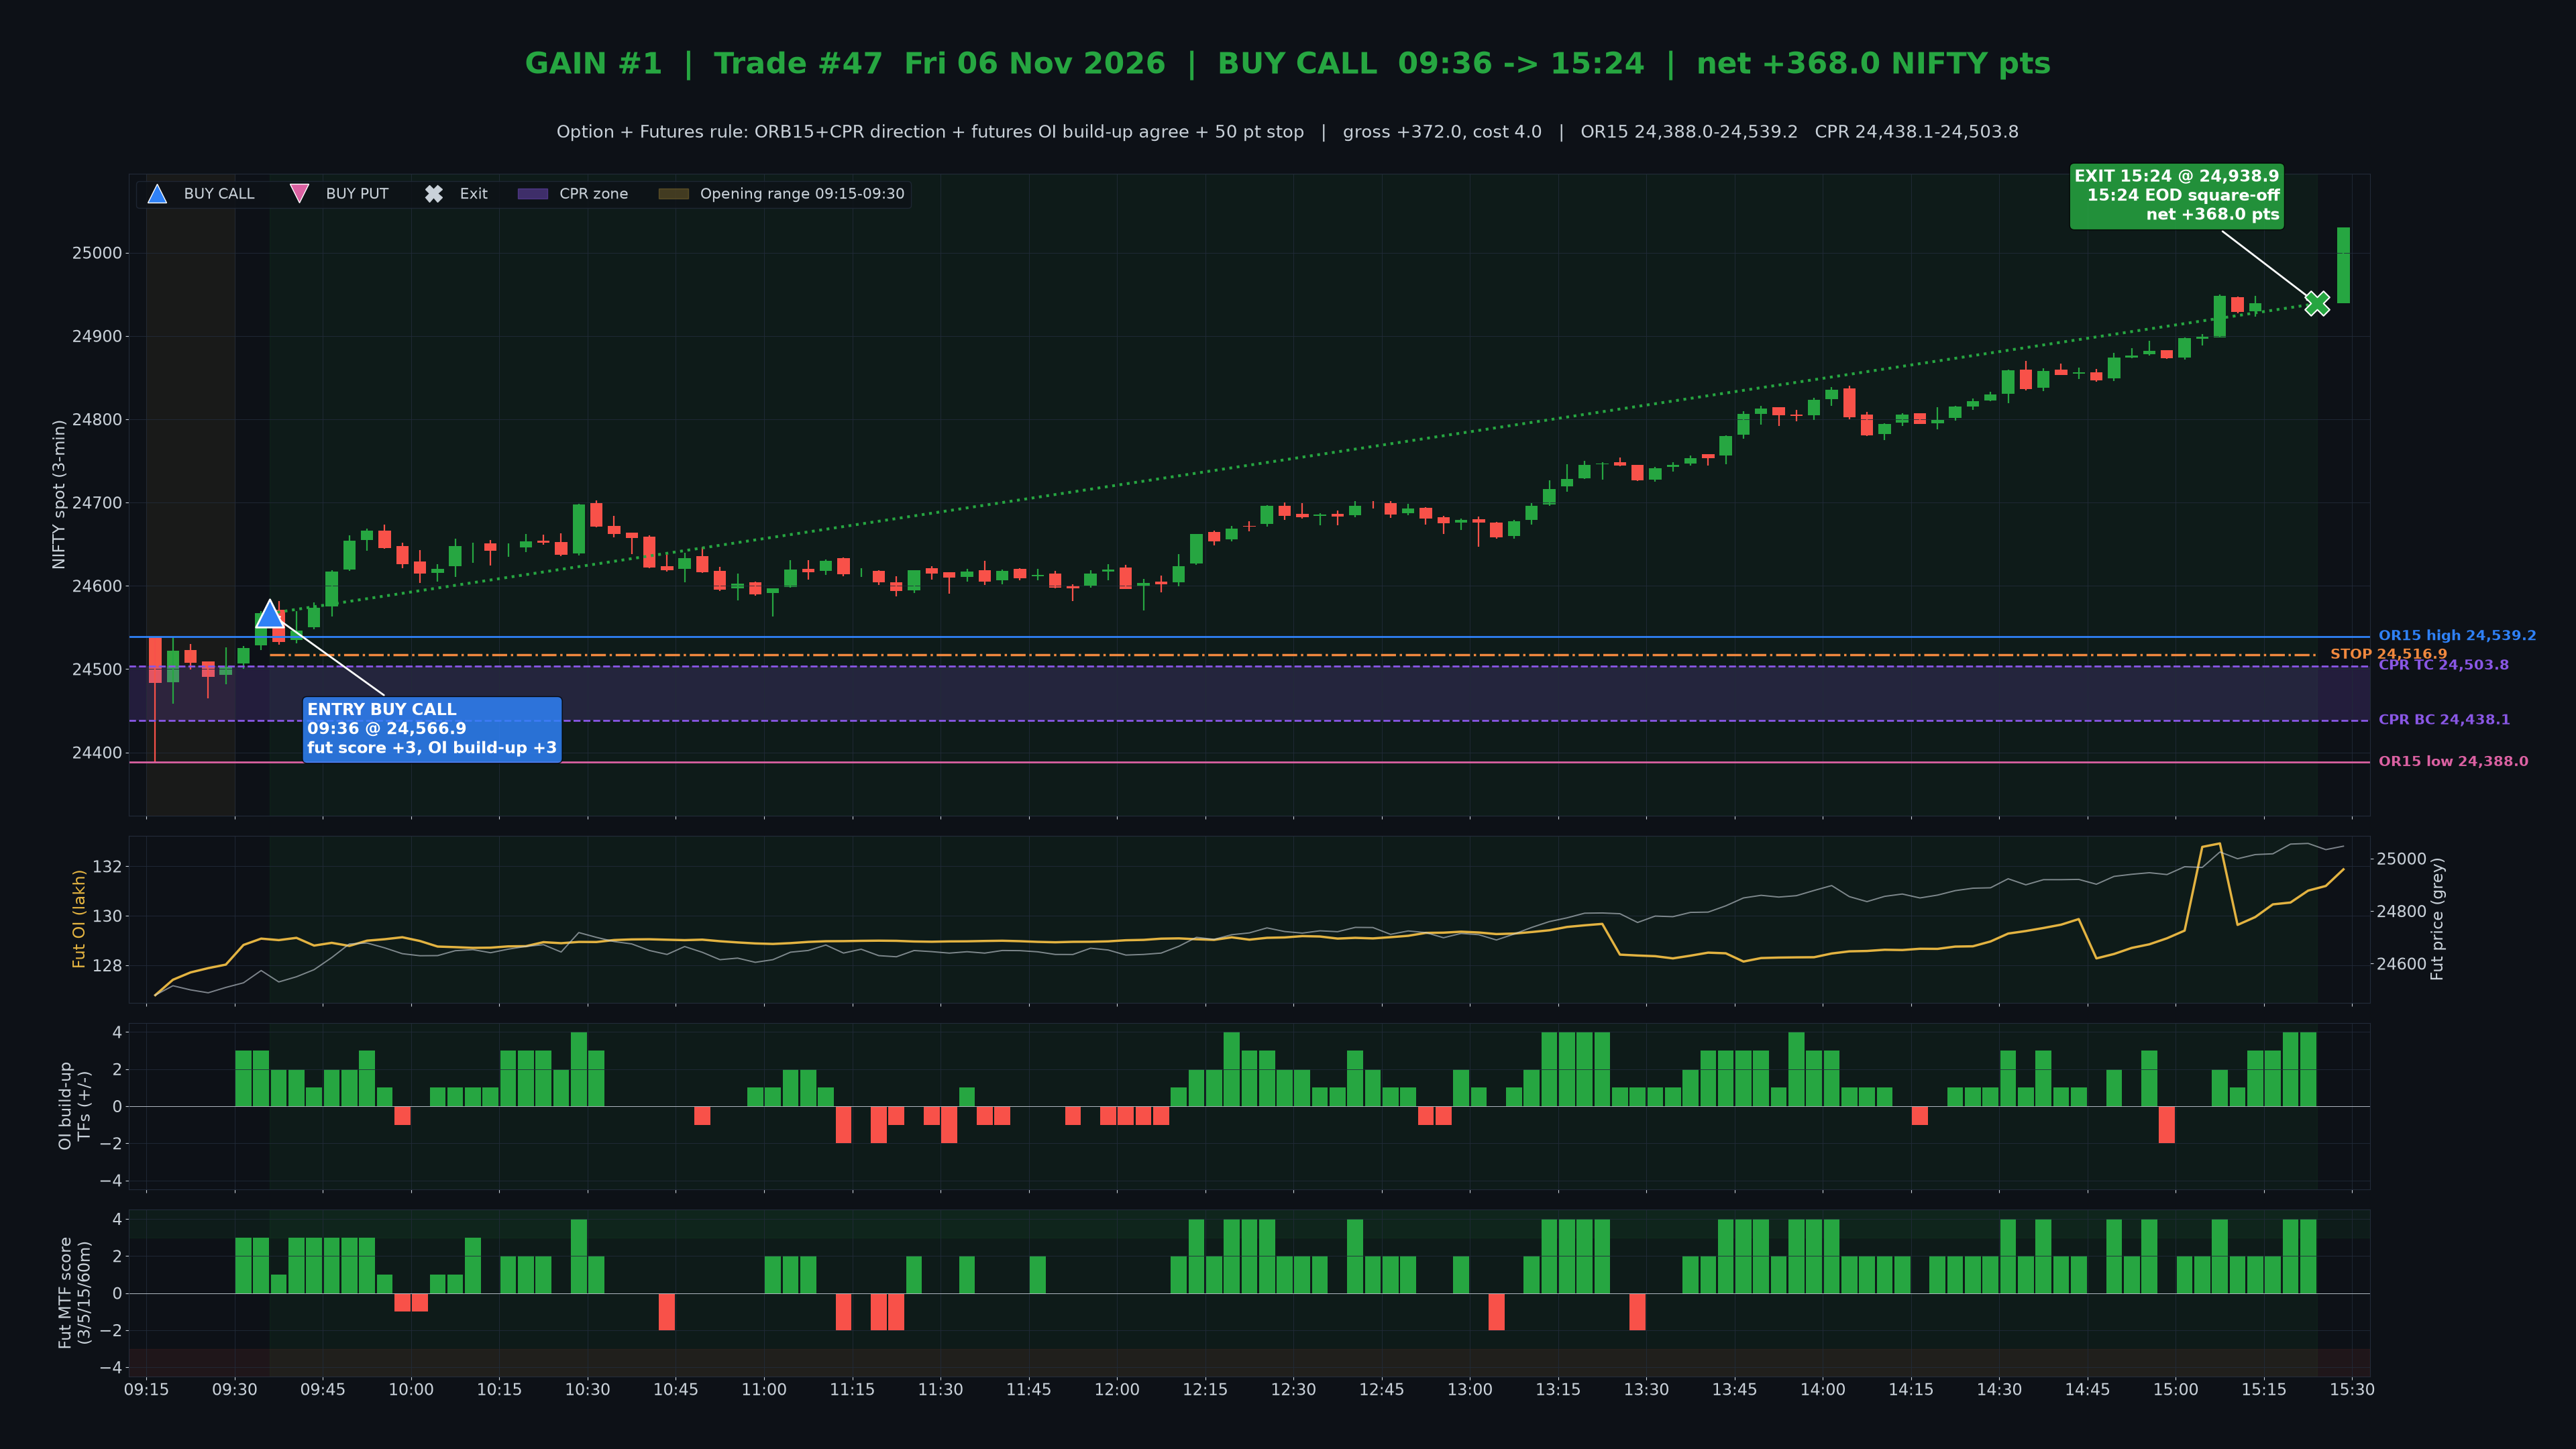 GAIN #1 | Trade #47 Fri 06 Nov 2026 | BUY CALL 09:36 -> 15:24 | net +368.0 NIFTY pts
Option + Futures rule: ORB15+CPR direction + futures OI build-up agree + 50 pt stop | gross +372.0, cost 4.0 | OR15 24,388.0-24,539.2 CPR 24,438.1-24,503.8
BUY CALL BUY PUT Exit CPR zone Opening range 09:15-09:30
EXIT 15:24 @ 24,938.9
15:24 EOD square-off
net +368.0 pts
NIFTY spot (3-min)
25000
24900
24800
24700
24600
24500
24400
OR15 high 24,539.2
STOP 24,516.9
CPR TC 24,503.8
CPR BC 24,438.1
OR15 low 24,388.0
ENTRY BUY CALL
09:36 @ 24,566.9
fut score +3, OI build-up +3
Fut OI (lakh)
132
130
128
25000
24800
24600
Fut price (grey)
OI build-up
TFs (+/-)
4
2
0
−2
−4
Fut MTF score
(3/5/15/60m)
4
2
0
−2
−4
09:15 09:30 09:45 10:00 10:15 10:30 10:45 11:00 11:15 11:30 11:45 12:00 12:15 12:30 12:45 13:00 13:15 13:30 13:45 14:00 14:15 14:30 14:45 15:00 15:15 15:30